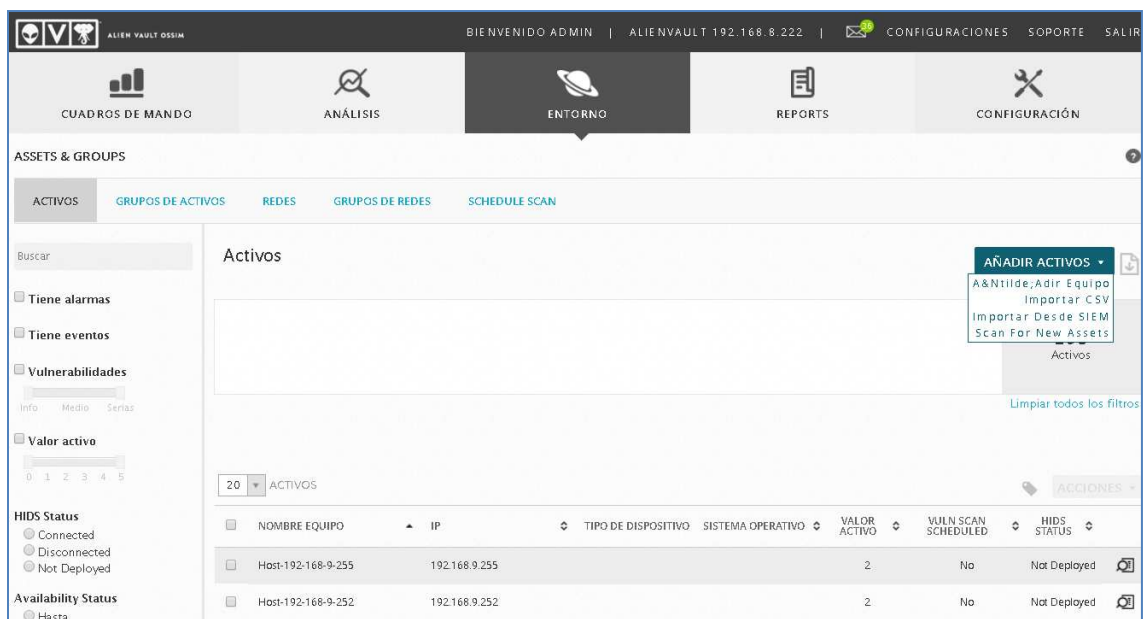 ALIEN VAULT OSSIM
BIENVENIDO ADMIN | ALIENVAULT 192.168.8.222 | 36 CONFIGURACIONES SOPORTE SALIR
CUADROS DE MANDO ANÁLISIS ENTORNO REPORTS CONFIGURACIÓN
ASSETS & GROUPS
ACTIVOS GRUPOS DE ACTIVOS REDES GRUPOS DE REDES SCHEDULE SCAN
Buscar
Activos
AÑADIR ACTIVOS
A&Ntilde;Adir Equipo
Importar CSV
Importar Desde SIEM
Scan For New Assets
Activos
Limpiar todos los filtros
Tiene alarmas
Tiene eventos
Vulnerabilidades
Info Medio Serias
Valor activo
0 1 2 3 4 5
HIDS Status
Connected
Disconnected
Not Deployed
Availability Status
Hasta
20 ACTIVOS
ACCIONES
NOMBRE EQUIPO IP TIPO DE DISPOSITIVO SISTEMA OPERATIVO VALOR ACTIVO VULN SCAN SCHEDULED HIDS STATUS
Host-192-168-9-255 192.168.9.255 2 No Not Deployed
Host-192-168-9-252 192.168.9.252 2 No Not Deployed